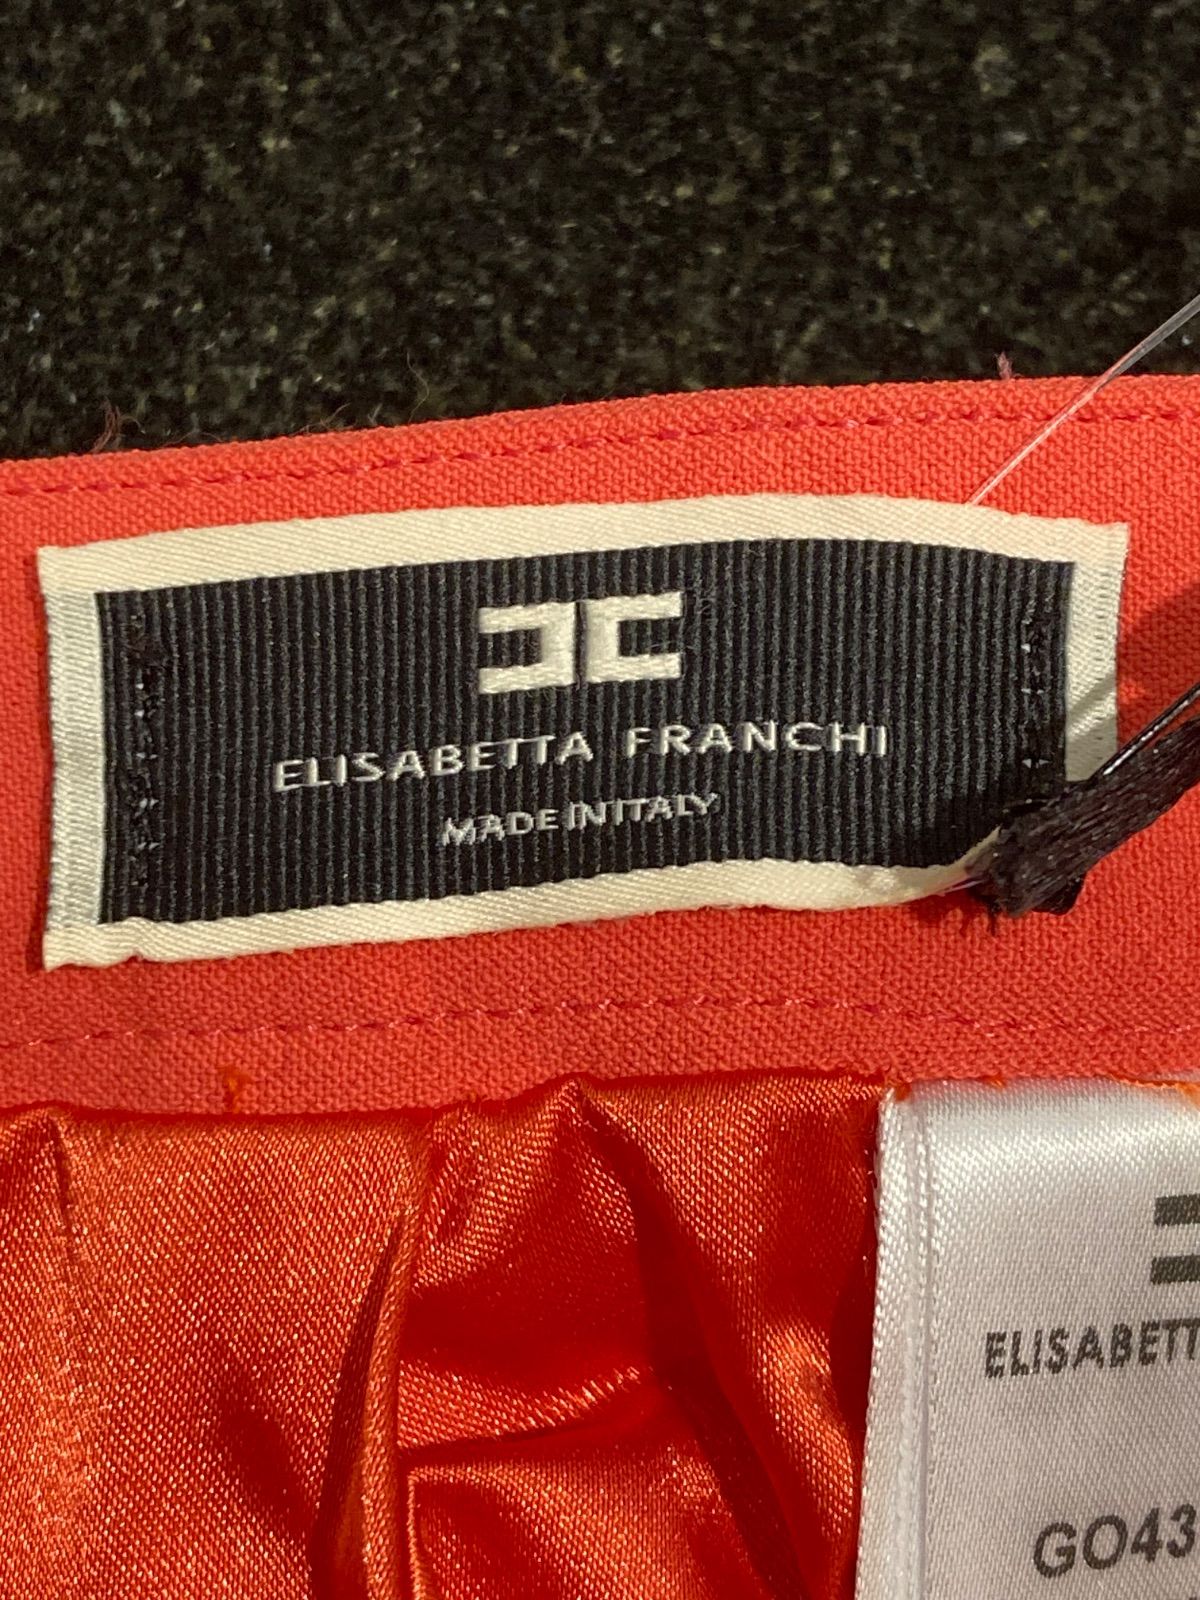 ELISABETTA FRANCHI
MADE IN ITALY
ELISABETT
GO43